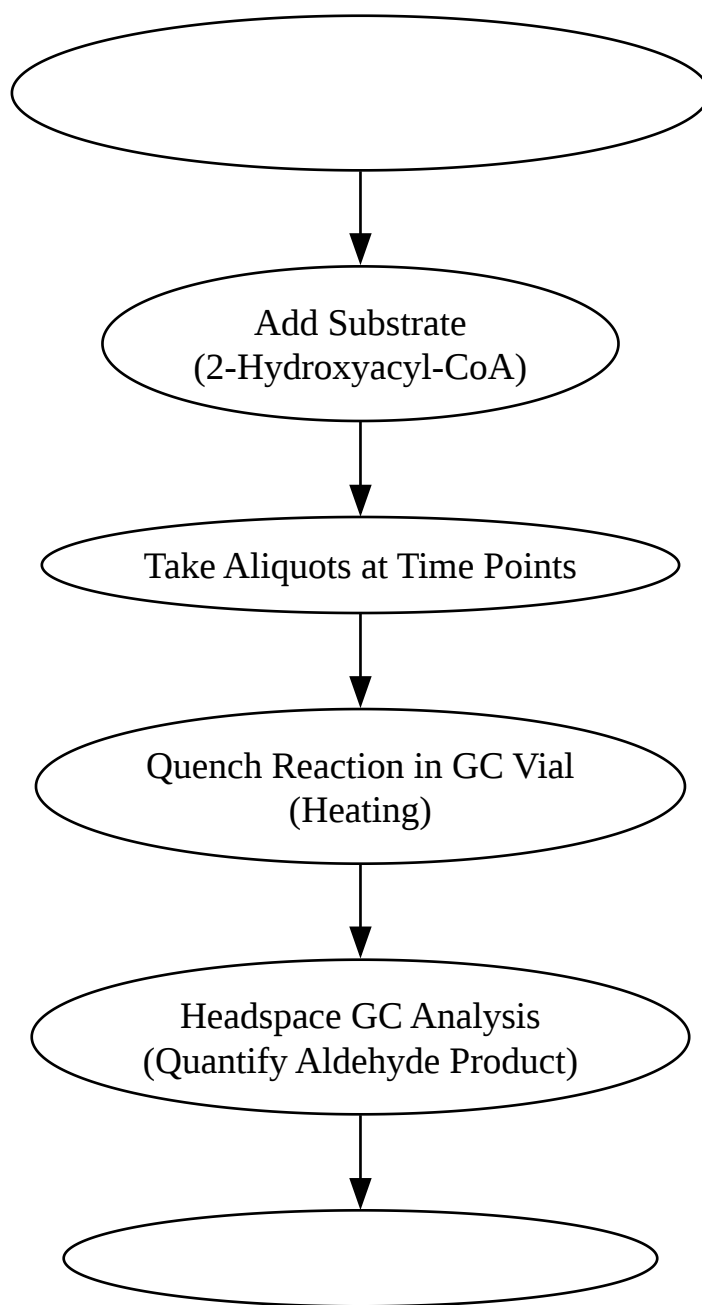 Add Substrate
(2-Hydroxyacyl-CoA)
Take Aliquots at Time Points
Quench Reaction in GC Vial
(Heating)
Headspace GC Analysis
(Quantify Aldehyde Product)